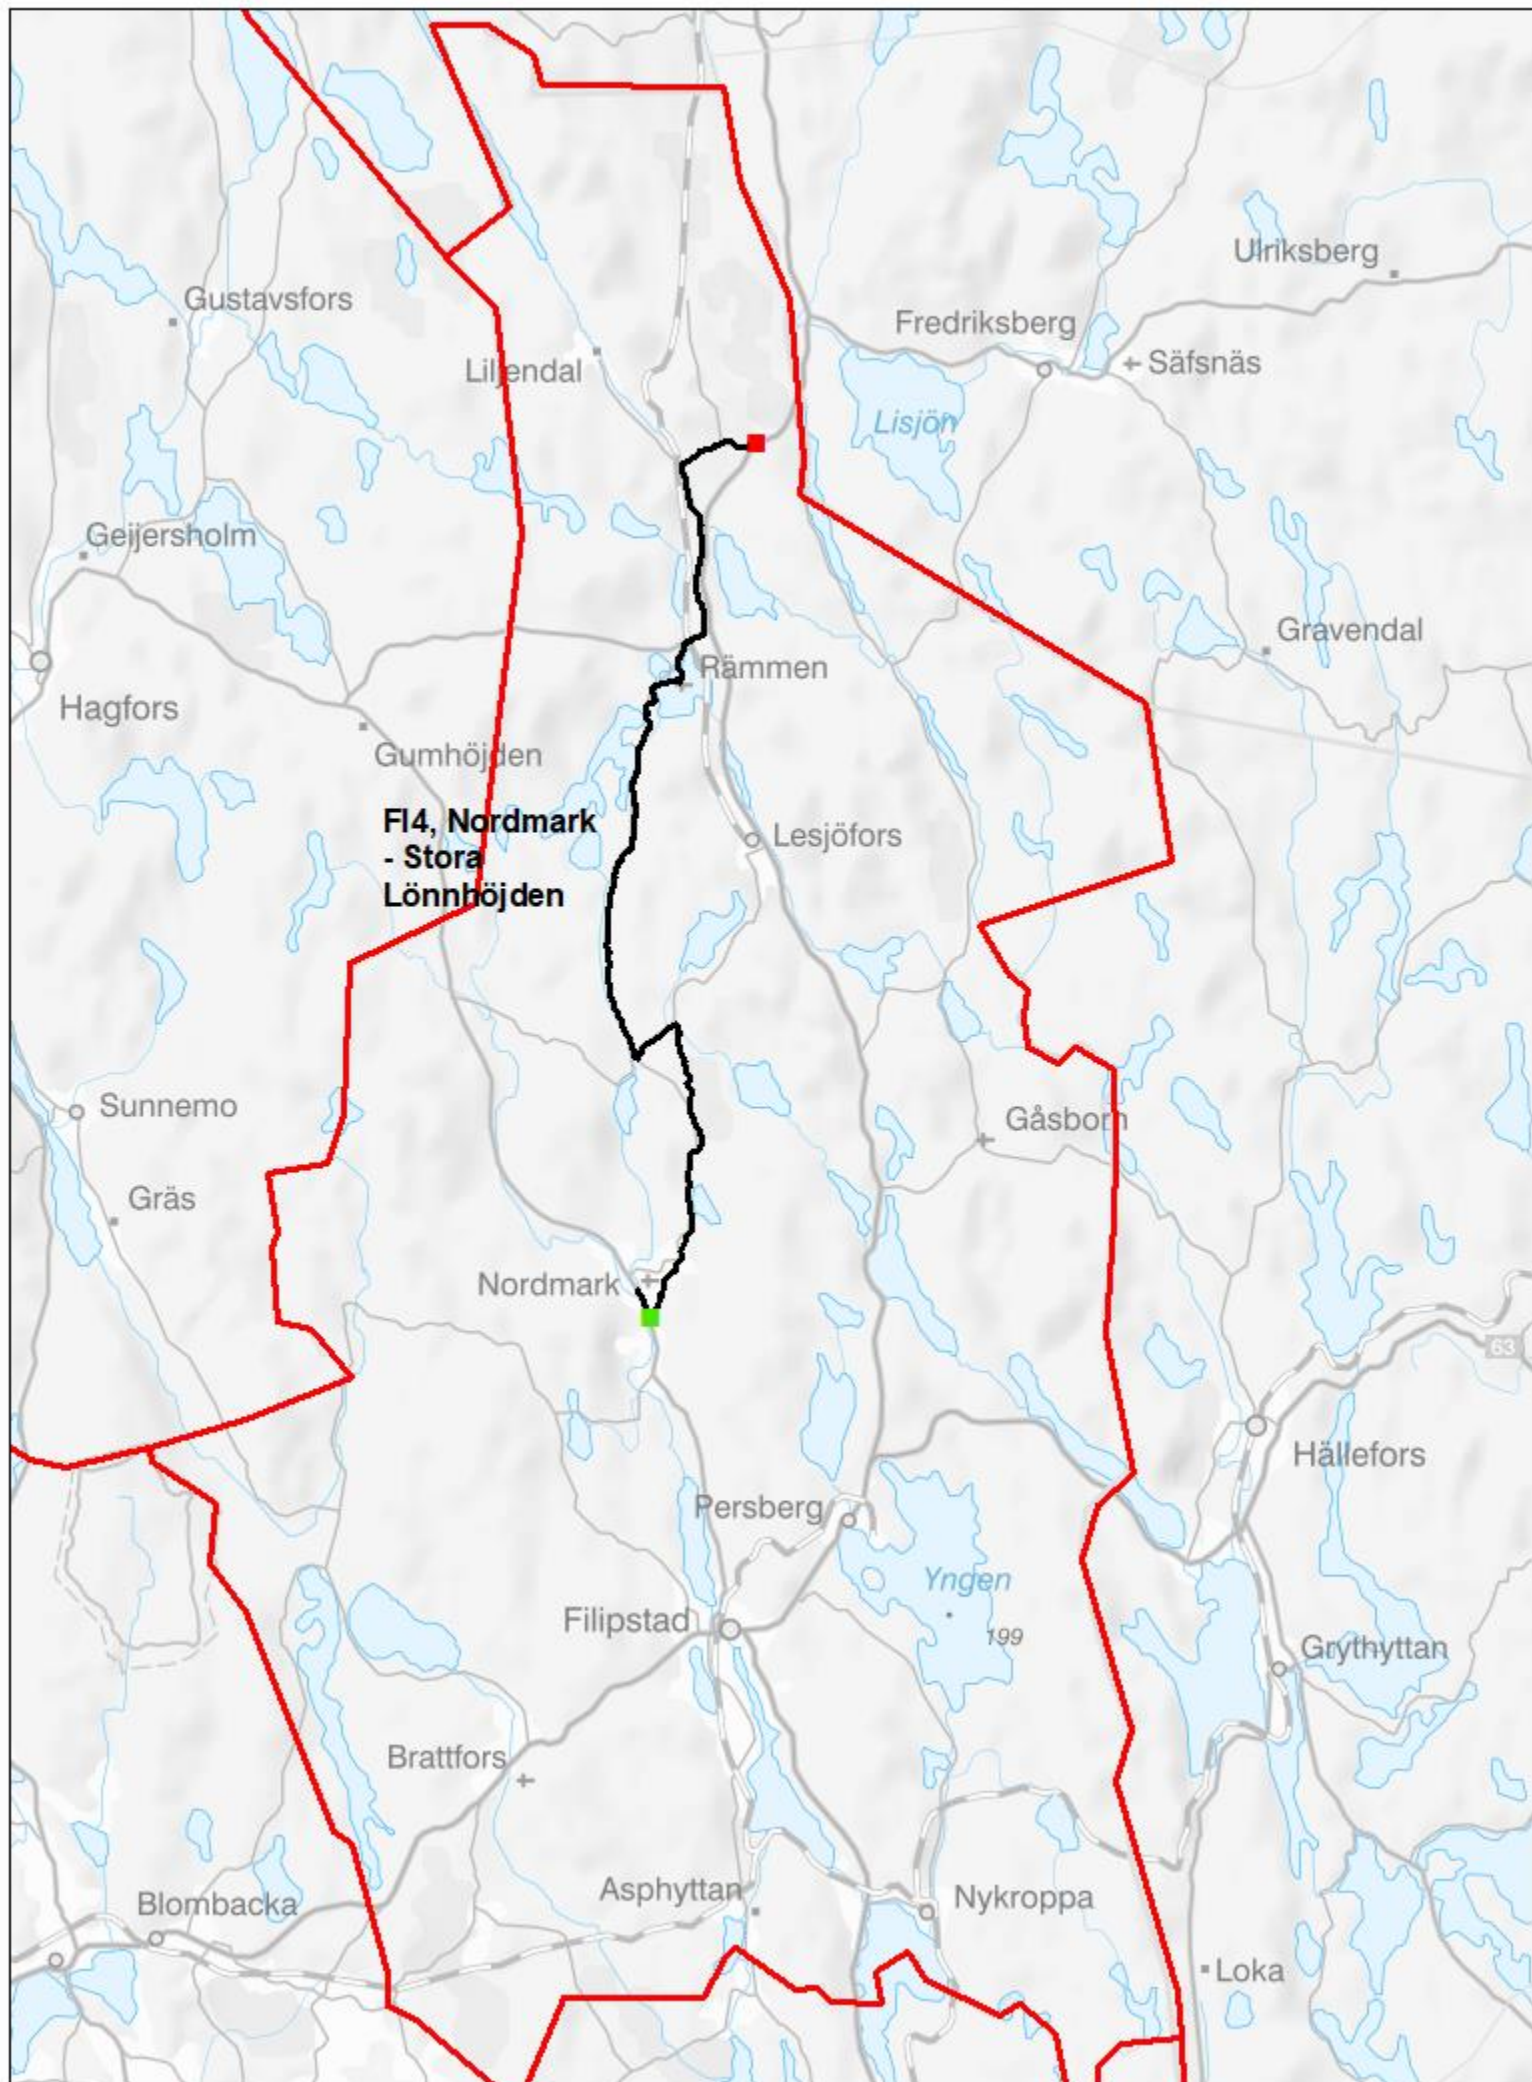 Ulriksberg
Gustavsfors
Fredriksberg
Säfsnäs
Liljendal
Lisjön
Geijersholm
Gravendal
Rämmen
Hagfors
Gumhöjden
Fl4, Nordmark
- Stora
Lönnhöjden
Lesjöfors
Sunnemo
Gåsborn
Gräs
Nordmark
63
Hällefors
Persberg
Yngen
199
Filipstad
Grythyttan
Brattfors
Asphyttan
Nykroppa
Blombacka
Loka